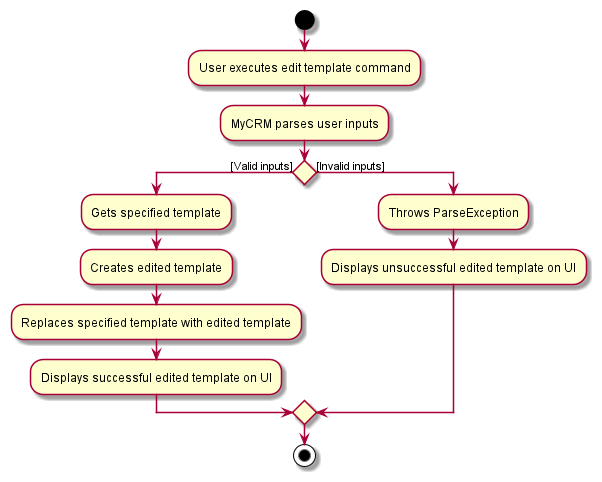 User executes edit template command
MyCRM parses user inputs
[Valid inputs]
[Invalid inputs]
Gets specified template
Throws ParseException
Creates edited template
Displays unsuccessful edited template on UI
Replaces specified template with edited template
Displays successful edited template on UI